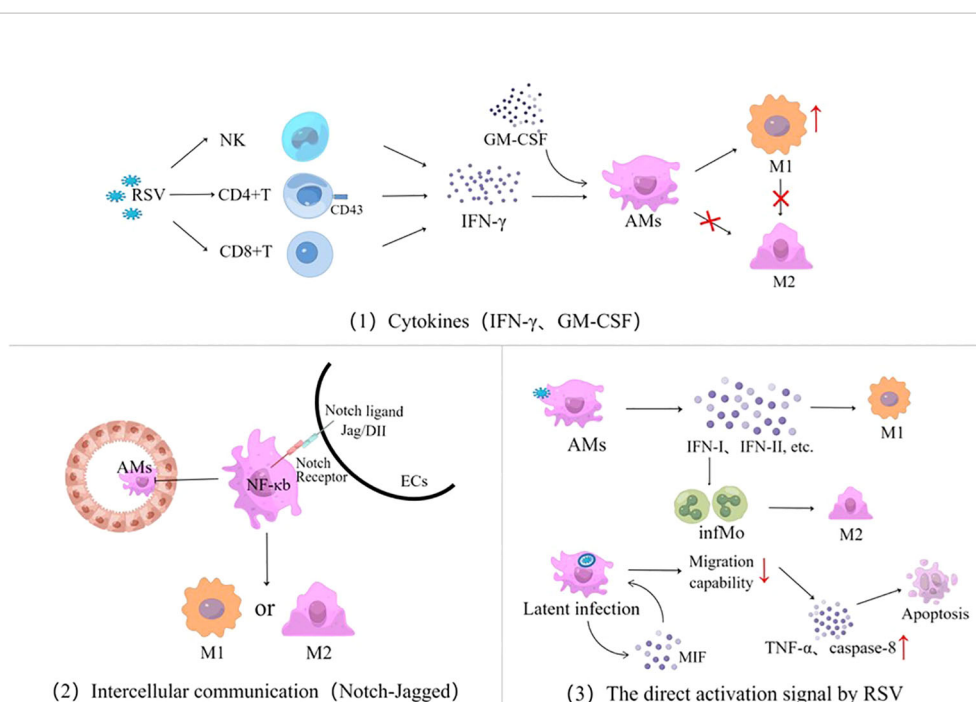 NK
GM-CSF
RSV
CD4+T
CD43
IFN-γ
AMs
M1
CD8+T
M2
(1) Cytokines (IFN-γ、GM-CSF)
Notch ligand
Jag/DII
AMs
NF-κb
Notch
Receptor
ECs
M1
or
M2
(2) Intercellular communication (Notch-Jagged)
AMs
IFN-I、 IFN-II, etc.
M1
infMo
M2
Latent infection
Migration
capability
MIF
TNF-α、caspase-8
Apoptosis
(3) The direct activation signal by RSV